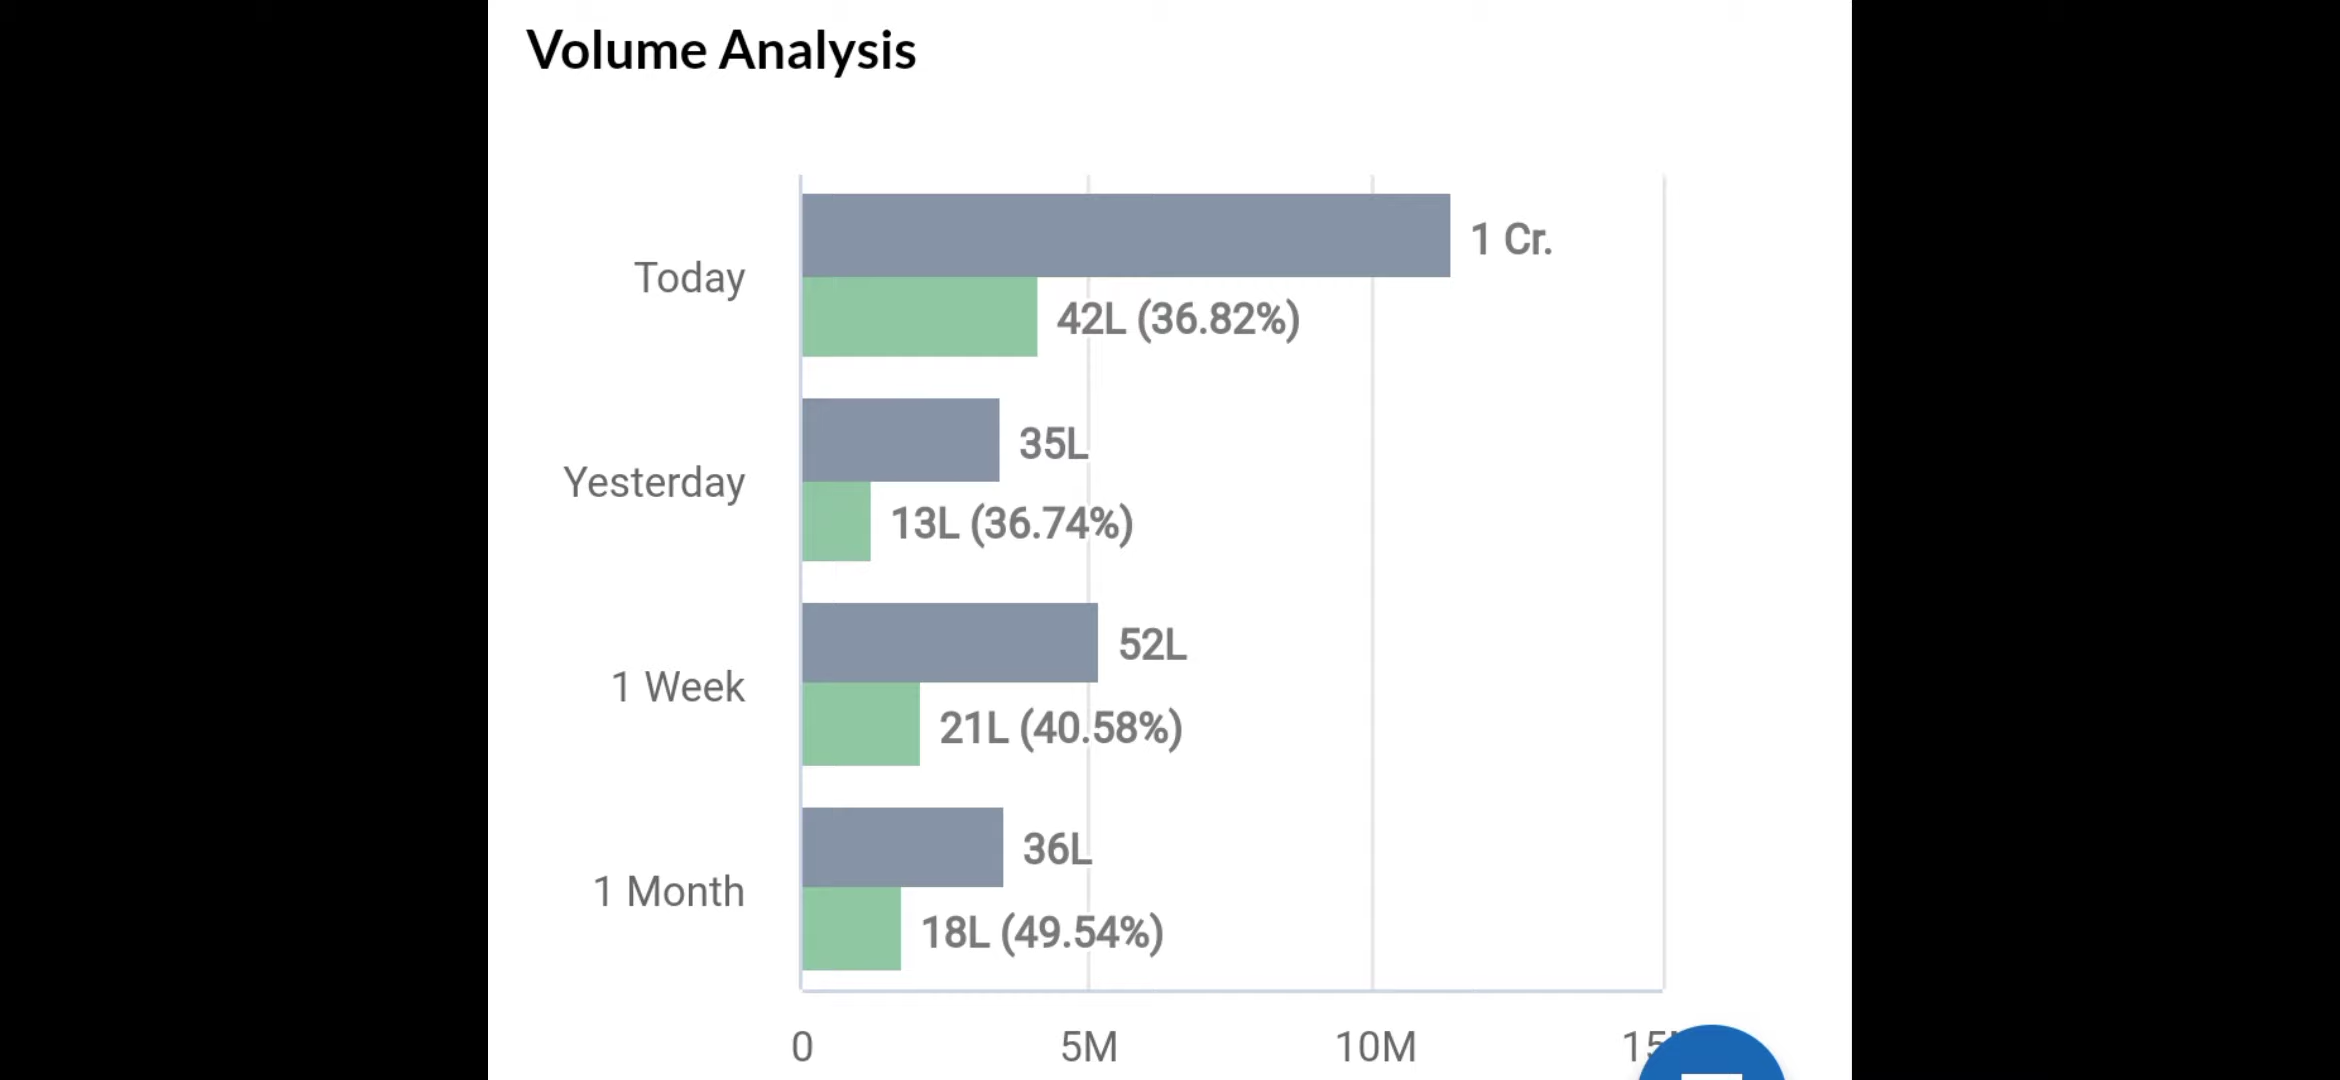 Volume Analysis
Today
1 Cr.
42L (36.82%)
Yesterday
35L
13L (36.74%)
1 Week
52L
21L (40.58%)
1 Month
36L
18L (49.54%)
0 5M 10M